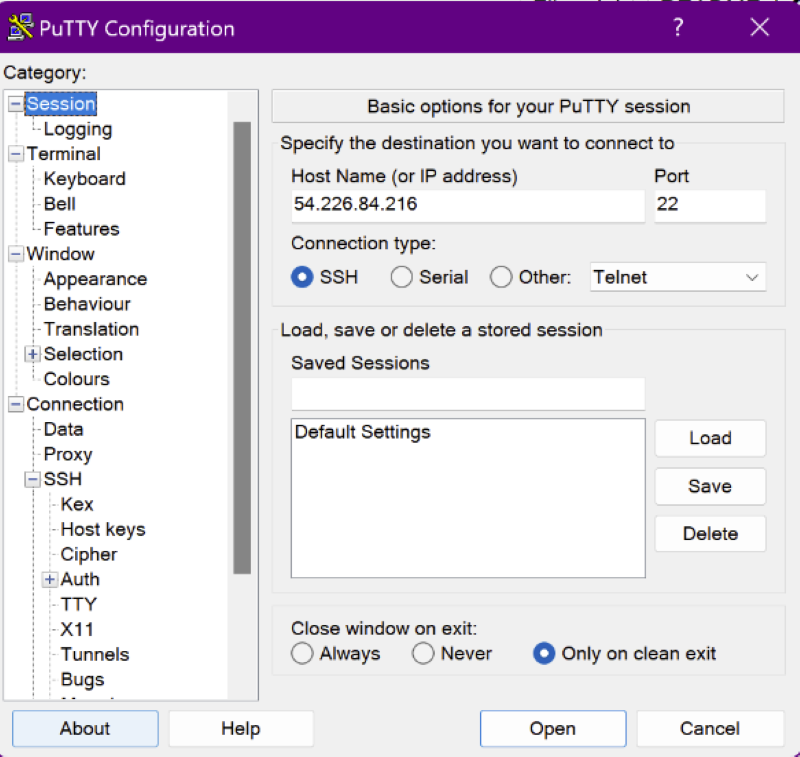 PuTTY Configuration ?
Category:
Session
Logging
Terminal
Keyboard
Bell
Features
Window
Appearance
Behaviour
Translation
Selection
Colours
Connection
Data
Proxy
SSH
Kex
Host keys
Cipher
Auth
TTY
X11
Tunnels
Bugs
Basic options for your PuTTY session
Specify the destination you want to connect to
Host Name (or IP address) Port
54.226.84.216 22
Connection type:
SSH Serial Other: Telnet
Load, save or delete a stored session
Saved Sessions
Default Settings
Load
Save
Delete
Close window on exit:
Always Never Only on clean exit
About Help Open Cancel